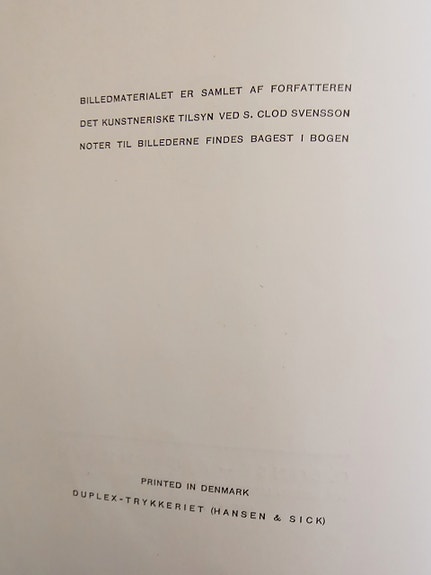 BILLEDMATERIALET ER SAMLET AF FORFATTEREN
DET KUNSTNERISKE TILSYN VED S. CLOD SVENSSON
NOTER TIL BILLEDERNE FINDES BAGEST I BOGEN
PRINTED IN DENMARK
DUPLEX-TRYKKERIET (HANSEN & SICK)